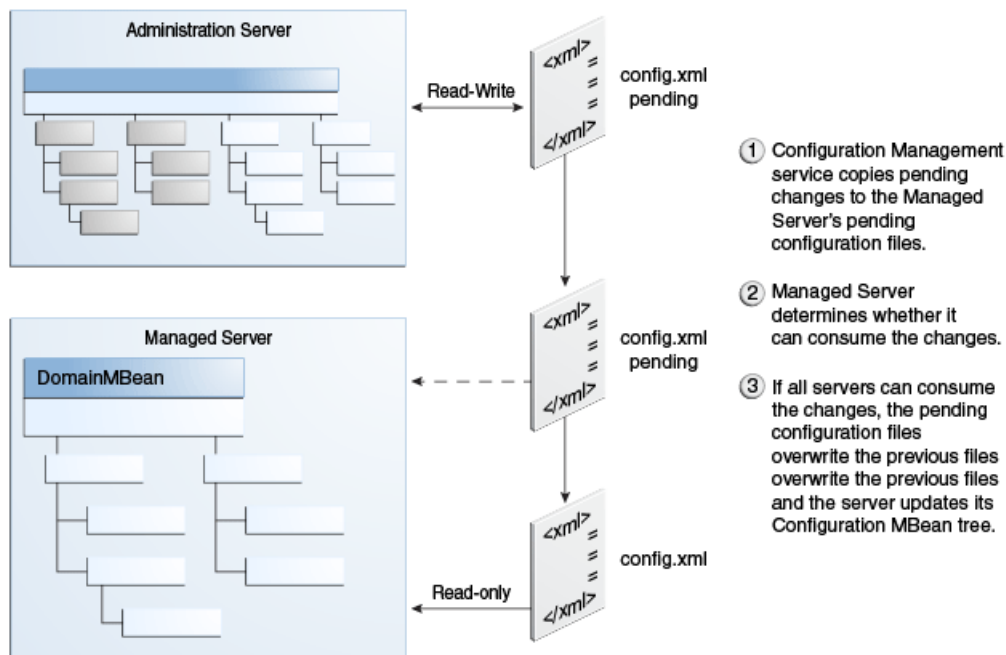 Administration Server
Read-Write
<xml>
=
=
=
</xml>
config.xml
pending
1 Configuration Management
service copies pending
changes to the Managed
Server's pending
configuration files.
<xml>
=
=
=
</xml>
config.xml
pending
2 Managed Server
determines whether it
can consume the changes.
Managed Server
DomainMBean
3 If all servers can consume
the changes, the pending
configuration files
overwrite the previous files
overwrite the previous files
and the server updates its
Configuration MBean tree.
<xml>
=
=
=
</xml>
config.xml
Read-only